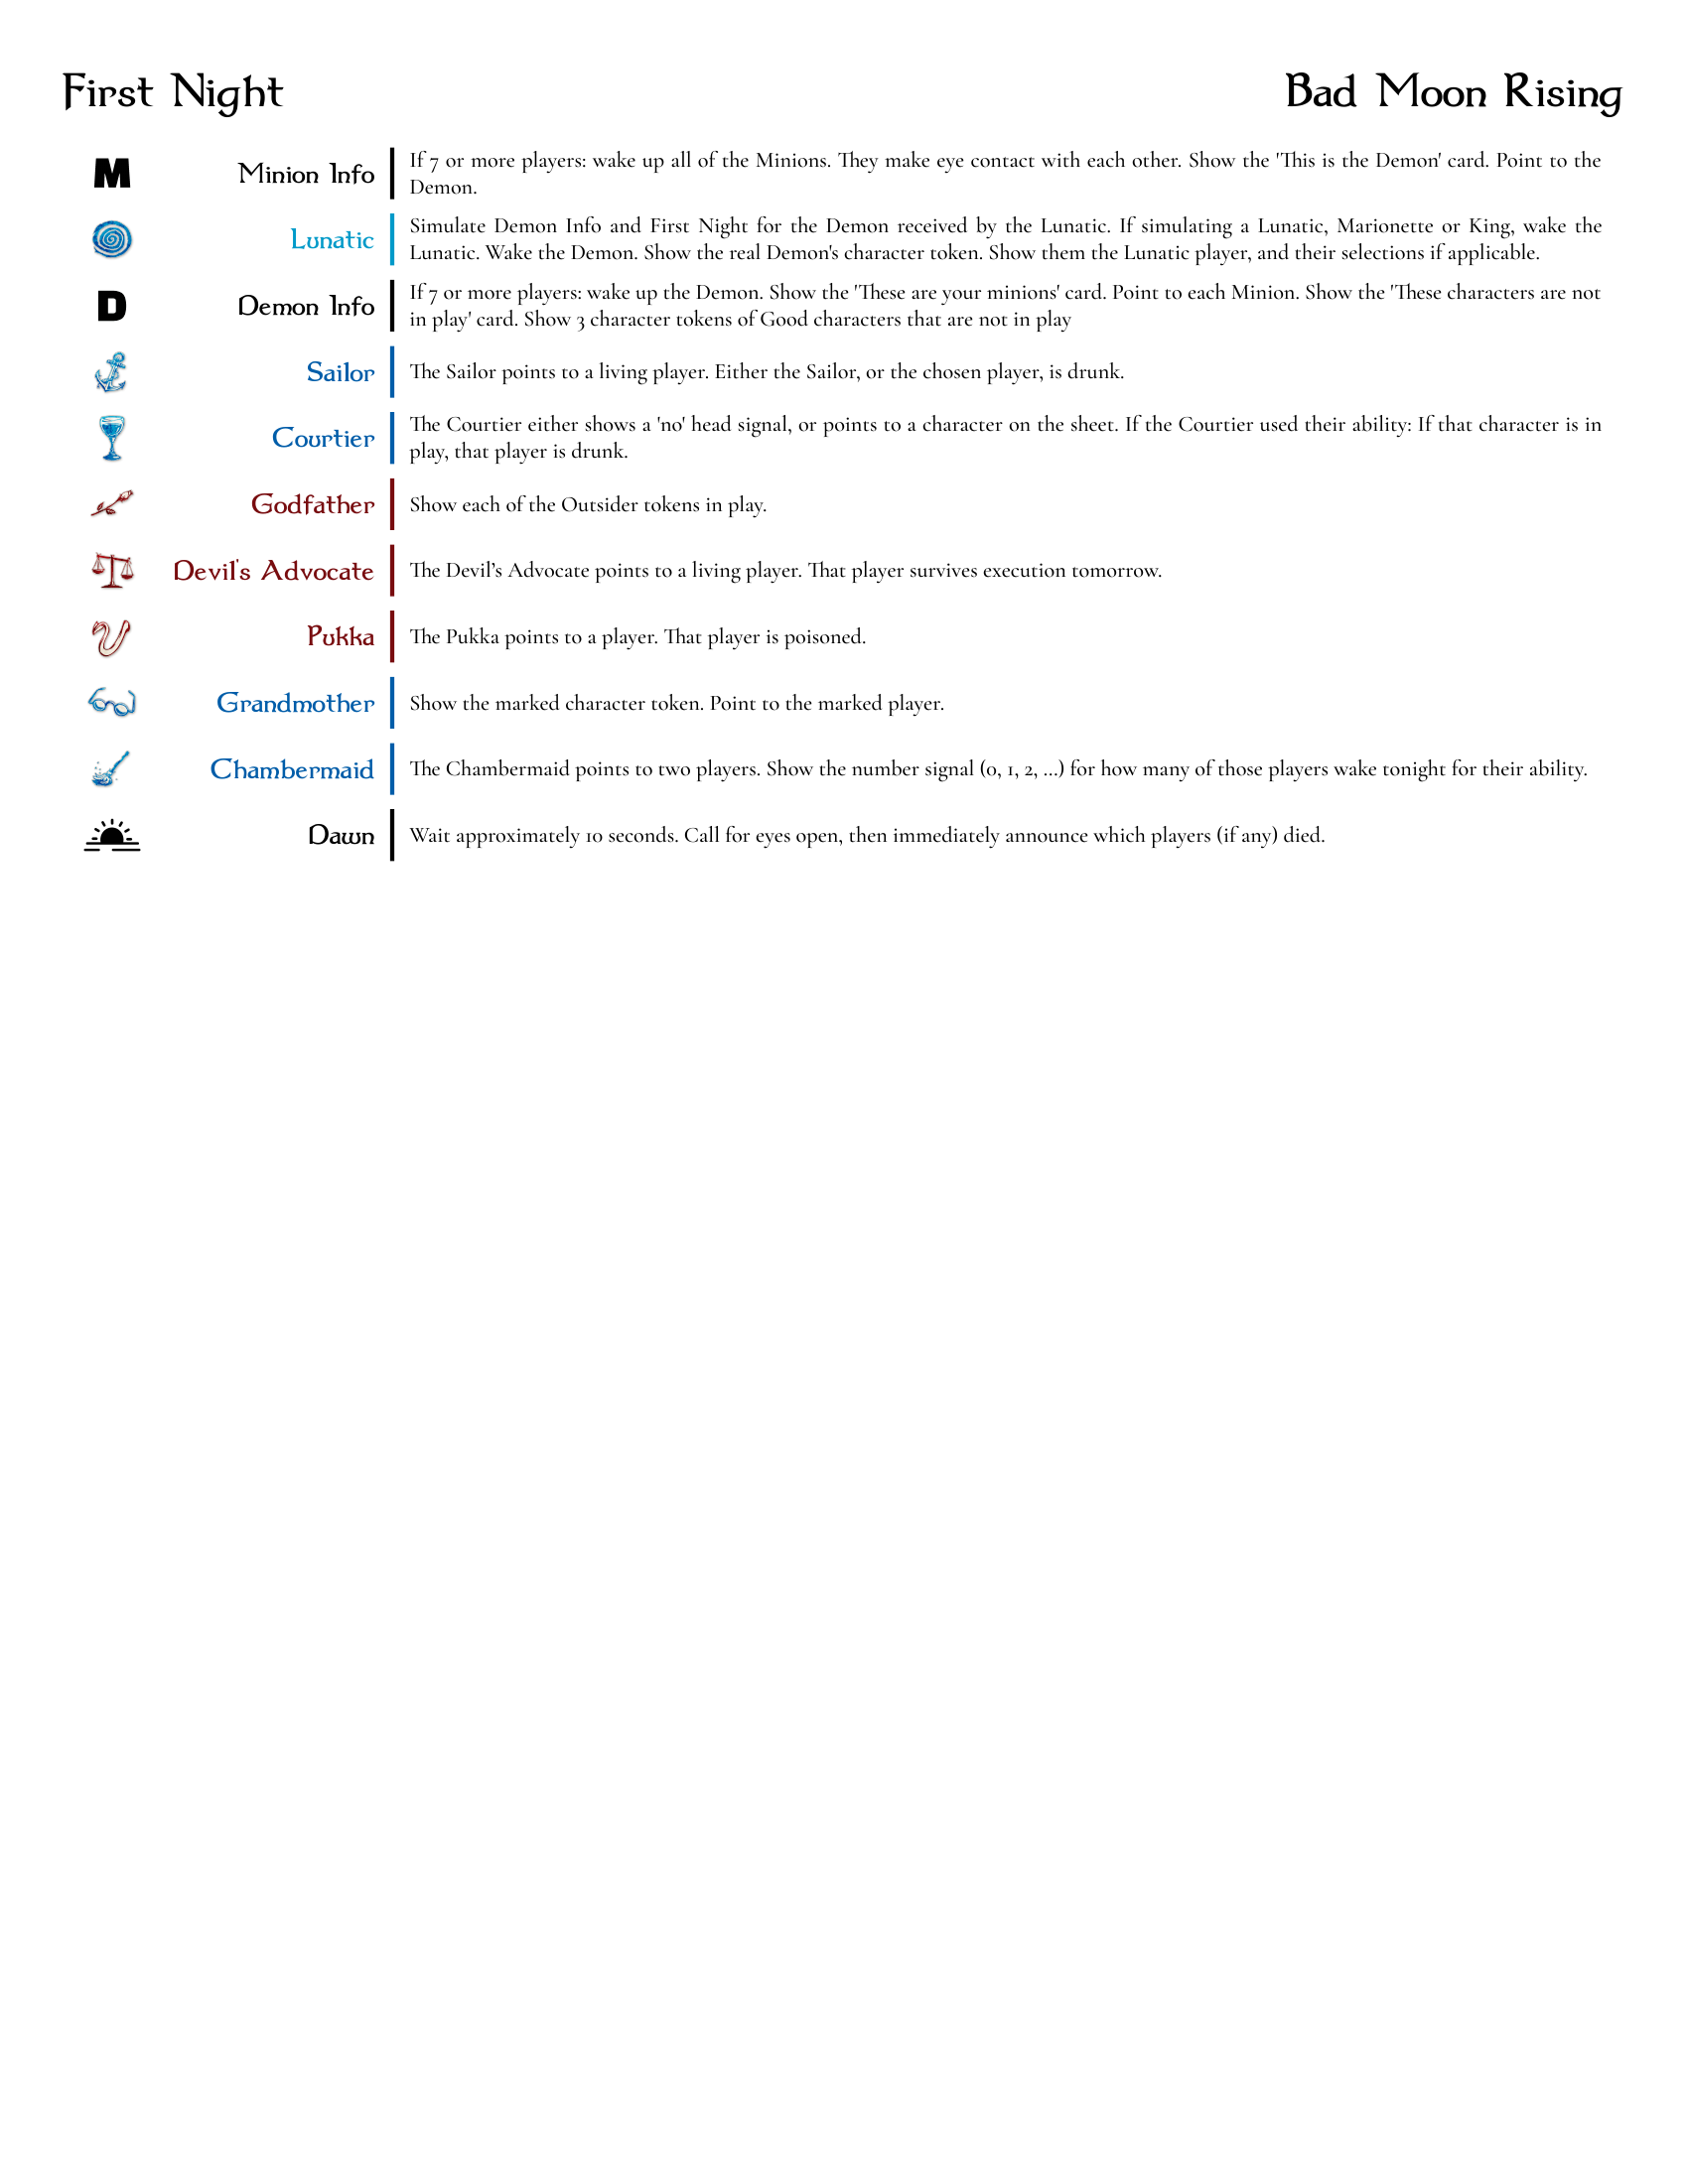 First Night
Bad Moon Rising
M
Minion Info
If 7 or more players: wake up all of the Minions. They make eye contact with each other. Show the 'This is the Demon' card. Point to the
Demon.
Lunatic
Simulate Demon Info and First Night for the Demon received by the Lunatic. If simulating a Lunatic, Marionette or King, wake the
Lunatic. Wake the Demon. Show the real Demon's character token. Show them the Lunatic player, and their selections if applicable.
D
Demon Info
If 7 or more players: wake up the Demon. Show the 'These are your minions' card. Point to each Minion. Show the 'These characters are not
in play' card. Show 3 character tokens of Good characters that are not in play
Sailor
The Sailor points to a living player. Either the Sailor, or the chosen player, is drunk.
Courtier
The Courtier either shows a 'no' head signal, or points to a character on the sheet. If the Courtier used their ability: If that character is in
play, that player is drunk.
Godfather
Show each of the Outsider tokens in play.
Devil's Advocate
The Devil’s Advocate points to a living player. That player survives execution tomorrow.
Pukka
The Pukka points to a player. That player is poisoned.
Grandmother
Show the marked character token. Point to the marked player.
Chambermaid
The Chambermaid points to two players. Show the number signal (0, 1, 2, ...) for how many of those players wake tonight for their ability.
Dawn
Wait approximately 10 seconds. Call for eyes open, then immediately announce which players (if any) died.